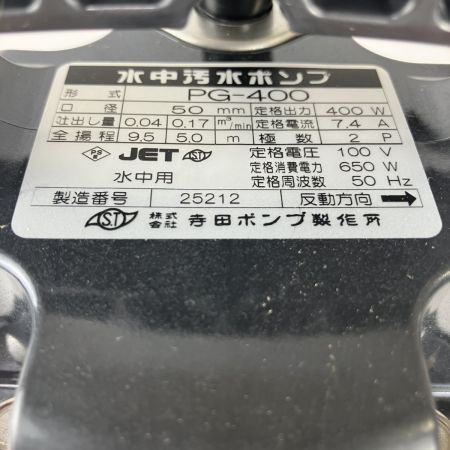 水中汚水ポンプ
形式 PG-400
口径 50 mm 定格出力 400 W
吐出し量 0.04 0.17 m³/min 定格電流 7.4 A
全揚程 9.5 5.0 m 極数 2 P
PSE JET 定格電圧 100 V
水中用 定格消費電力 650 W
定格周波数 50 Hz
製造番号 25212 反動方向 →
株式会社 寺田ポンプ製作所